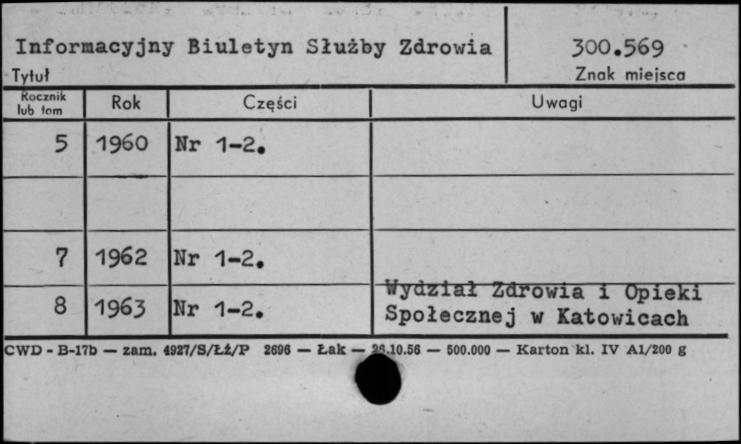 Informacyjny Biuletyn Służby Zdrowia 300.569
Tytuł Znak miejsca
Rocznik lub tom Rok Części Uwagi
5 1960 Nr 1-2.
7 1962 Nr 1-2.
8 1963 Nr 1-2. Wydział Zdrowia i Opieki
Społecznej w Katowicach
CWD - B-17b — zam. 4927/S/ŁŻ/P 2696 — Łak — 26.10.56 — 500.000 — Karton kl. IV A1/200 g